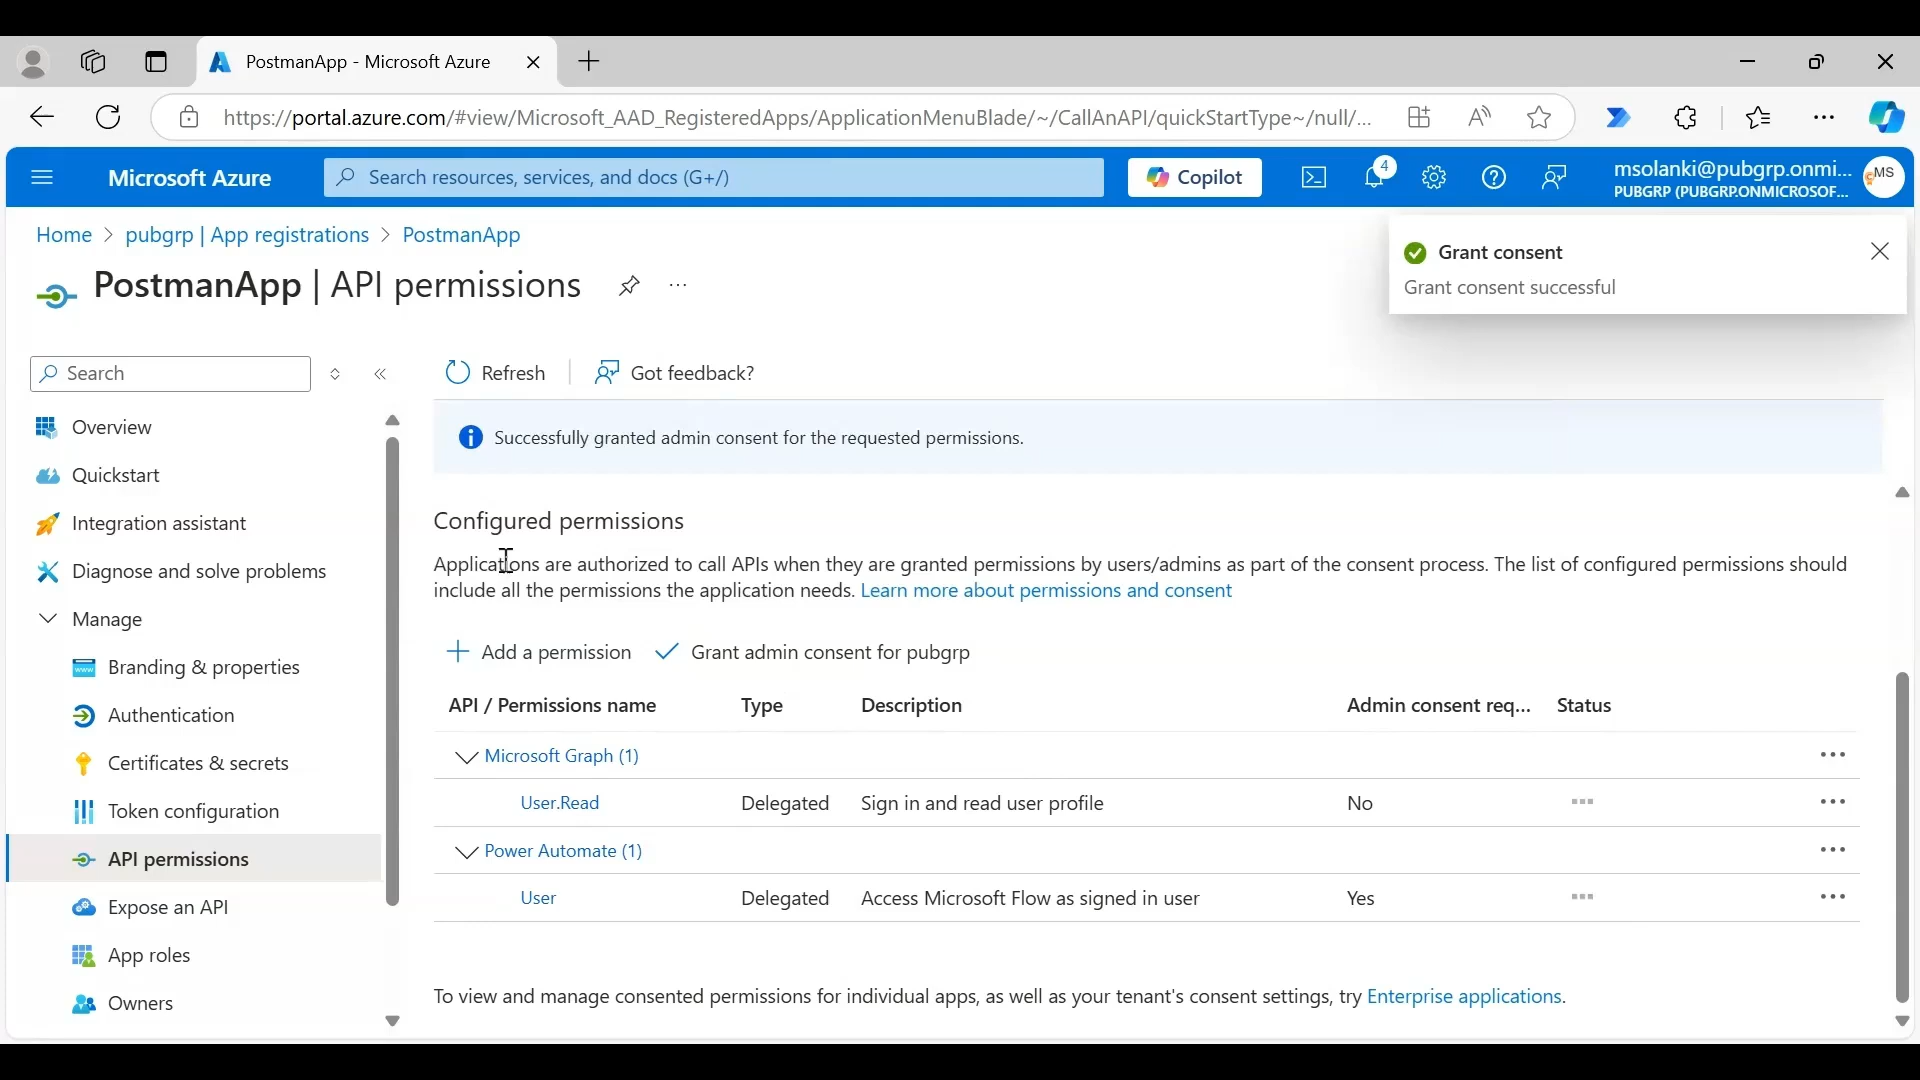 PostmanApp - Microsoft Azure
https://portal.azure.com/#view/Microsoft_AAD_RegisteredApps/ApplicationMenuBlade/~/CallAnAPI/quickStartType~/null/...
Microsoft Azure
Search resources, services, and docs (G+/)
Copilot
4
msolanki@pubgrp.onmi...
PUBGRP (PUBGRP.ONMICROSOF...
MS
Home > pubgrp | App registrations > PostmanApp
PostmanApp | API permissions
Grant consent
Grant consent successful
Search
Refresh
Got feedback?
Overview
Quickstart
Integration assistant
Diagnose and solve problems
Manage
Branding & properties
Authentication
Certificates & secrets
Token configuration
API permissions
Expose an API
App roles
Owners
Successfully granted admin consent for the requested permissions.
Configured permissions
Applications are authorized to call APIs when they are granted permissions by users/admins as part of the consent process. The list of configured permissions should
include all the permissions the application needs. Learn more about permissions and consent
Add a permission
Grant admin consent for pubgrp
API / Permissions name Type Description Admin consent req... Status
Microsoft Graph (1)
User.Read Delegated Sign in and read user profile No
Power Automate (1)
User Delegated Access Microsoft Flow as signed in user Yes
To view and manage consented permissions for individual apps, as well as your tenant's consent settings, try Enterprise applications.